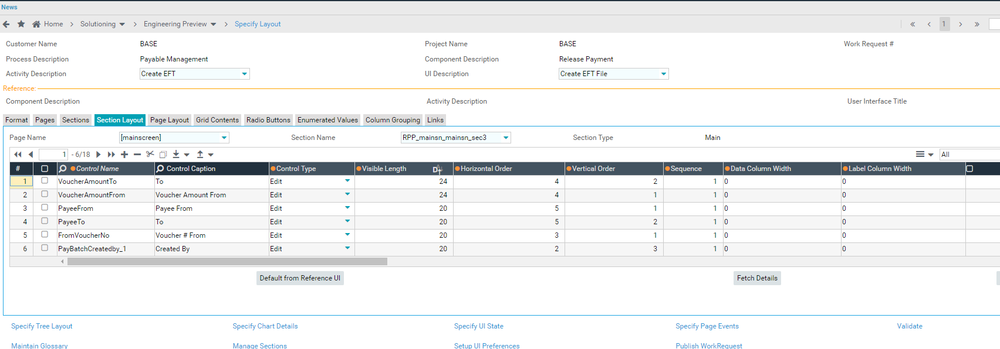 News
Home > Solutioning > Engineering Preview > Specify Layout « < 1 > »
Customer Name BASE Project Name BASE Work Request #
Process Description Payable Management Component Description Release Payment
Activity Description Create EFT UI Description Create EFT File
Reference:
Component Description Activity Description User Interface Title
Format Pages Sections Section Layout Page Layout Grid Contents Radio Buttons Enumerated Values Column Grouping Links
Page Name [mainscreen] Section Name RPP_mainsn_mainsn_sec3 Section Type Main
1 - 6/18 All
# Control Name Control Caption Control Type Visible Length Horizontal Order Vertical Order Sequence Data Column Width Label Column Width
1 VoucherAmountTo To Edit 24 4 2 1 0 0
2 VoucherAmountFrom Voucher Amount From Edit 24 4 1 1 0 0
3 PayeeFrom Payee From Edit 20 5 1 1 0 0
4 PayeeTo To Edit 20 5 2 1 0 0
5 FromVoucherNo Voucher # From Edit 20 3 1 1 0 0
6 PayBatchCreatedby_1 Created By Edit 20 2 3 1 0 0
Default from Reference UI Fetch Details
Specify Tree Layout Specify Chart Details Specify UI State Specify Page Events Validate
Maintain Glossary Manage Sections Setup UI Preferences Publish WorkRequest